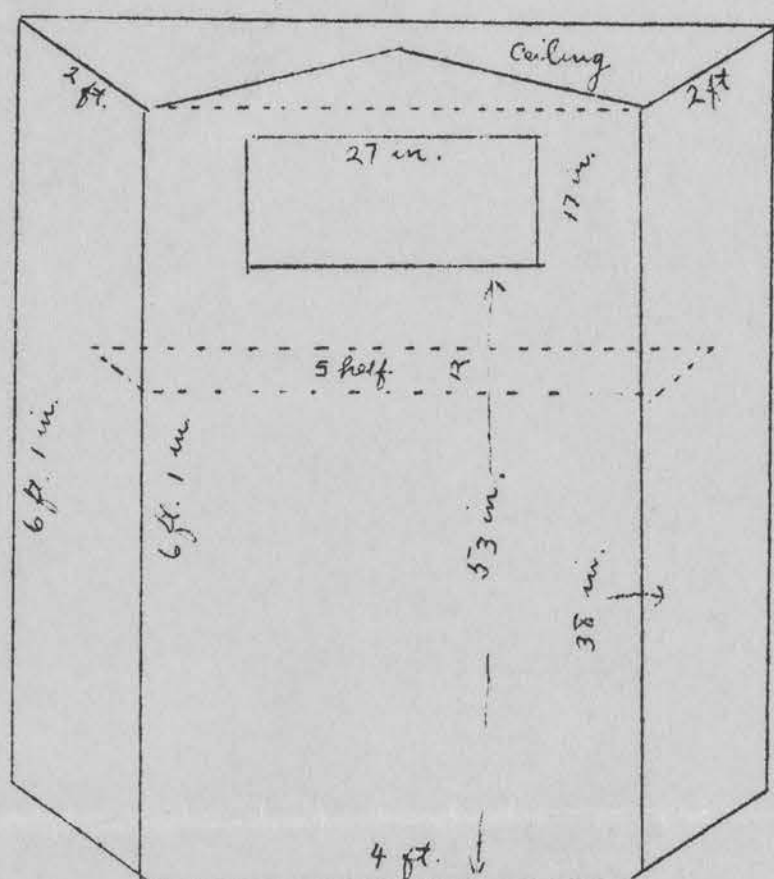 Ceiling
2 ft.
2 ft
27 in.
17 in.
Shelf.
6 ft. 1 in.
6 ft. 1 in.
53 in.
38 in.
4 ft.